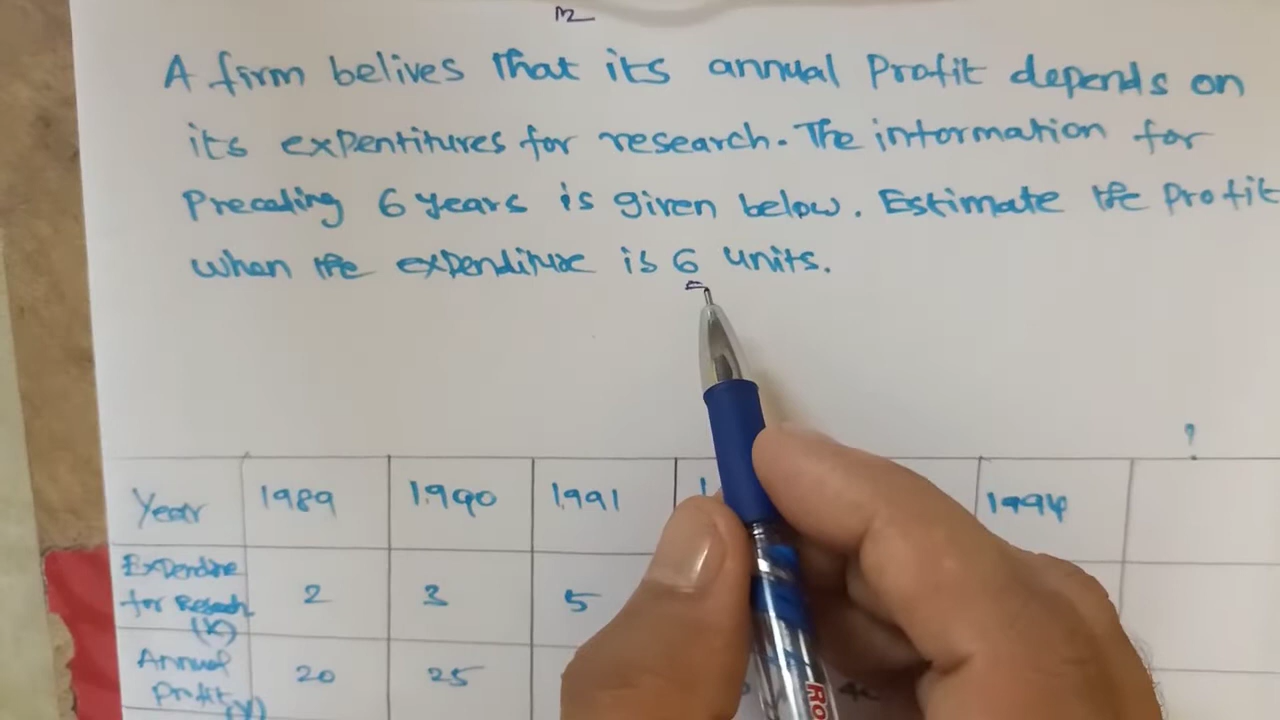 A firm belives that its annual Profit depends on
its expentitures for research. The information for
Preceding 6 years is given below. Estimate the Profit
when the expenditure is 6 units.
?
Year 1989 1990 1991 1994
for 2 3 5
(X)
Annual
Profit (y) 20 25
Ro